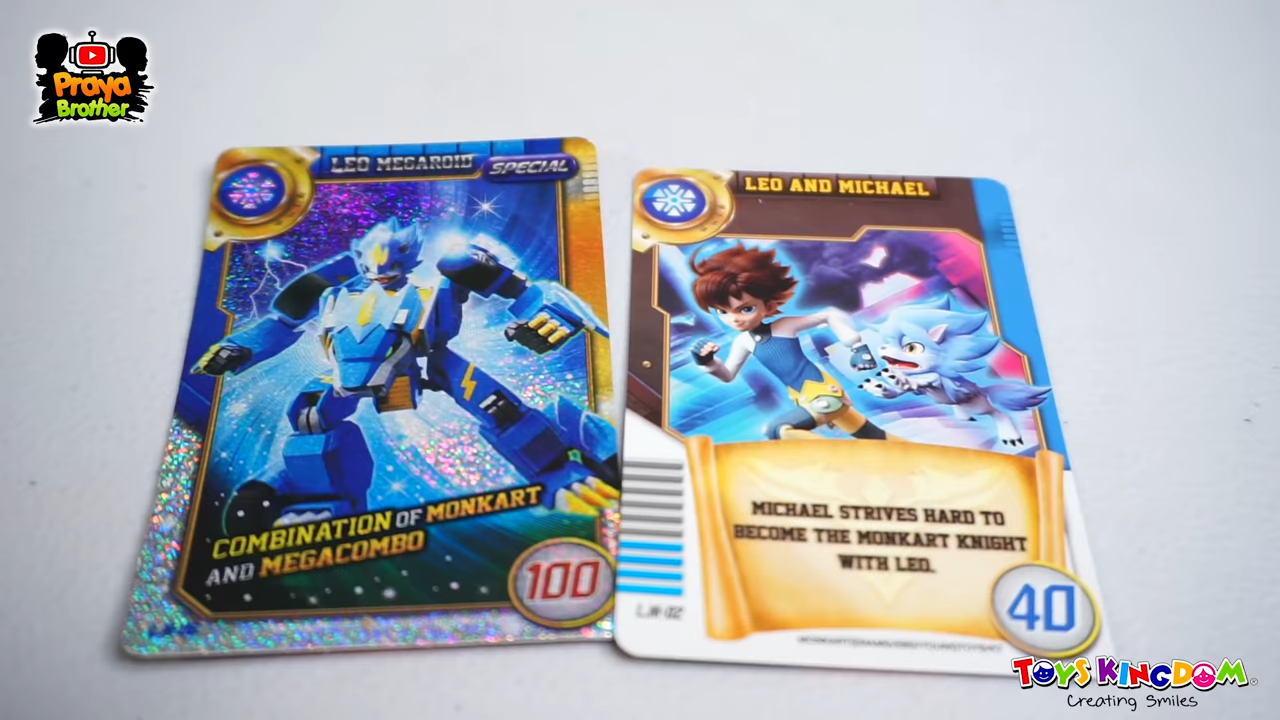 Praya
Brother
LEO MEGAROID
SPECIAL
COMBINATION OF MONKART
AND MEGACOMBO
100
LEO AND MICHAEL
MICHAEL STRIVES HARD TO
BECOME THE MONKART KNIGHT
WITH LEO.
40
TOYS KINGDOM
Creating Smiles